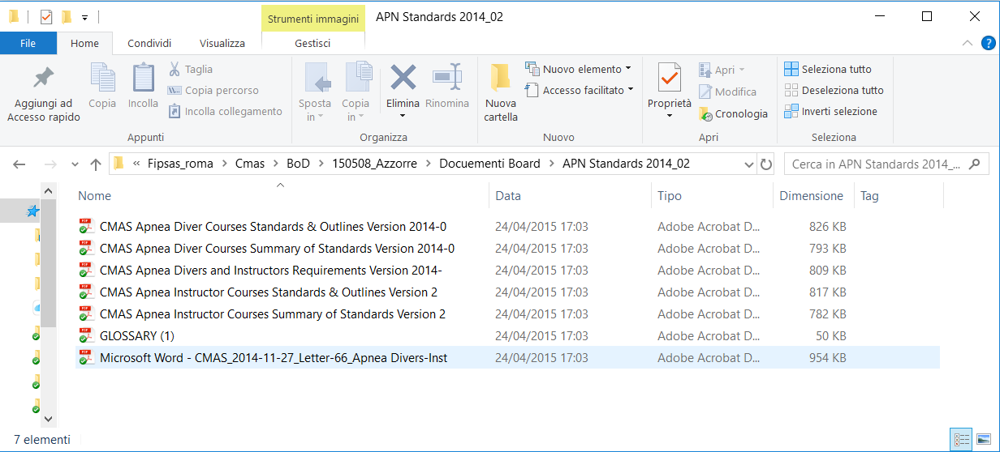 Strumenti immagini APN Standards 2014_02
File Home Condividi Visualizza Gestisci
Aggiungi ad
Accesso rapido
Copia
Incolla
Taglia
Copia percorso
Incolla collegamento
Appunti
Sposta
in
Copia
in
Elimina
Rinomina
Organizza
Nuova
cartella
Nuovo elemento
Accesso facilitato
Nuovo
Proprietà
Apri
Modifica
Cronologia
Apri
Seleziona tutto
Deseleziona tutto
Inverti selezione
Seleziona
« Fipsas_roma > Cmas > BoD > 150508_Azzorre > Docuementi Board > APN Standards 2014_02
Cerca in APN Standards 2014_...
Nome Data Tipo Dimensione Tag
CMAS Apnea Diver Courses Standards & Outlines Version 2014-0 24/04/2015 17:03 Adobe Acrobat D... 826 KB
CMAS Apnea Diver Courses Summary of Standards Version 2014-0 24/04/2015 17:03 Adobe Acrobat D... 793 KB
CMAS Apnea Divers and Instructors Requirements Version 2014- 24/04/2015 17:03 Adobe Acrobat D... 809 KB
CMAS Apnea Instructor Courses Standards & Outlines Version 2 24/04/2015 17:03 Adobe Acrobat D... 817 KB
CMAS Apnea Instructor Courses Summary of Standards Version 2 24/04/2015 17:03 Adobe Acrobat D... 782 KB
GLOSSARY (1) 24/04/2015 17:03 Adobe Acrobat D... 50 KB
Microsoft Word - CMAS_2014-11-27_Letter-66_Apnea Divers-Inst 24/04/2015 17:03 Adobe Acrobat D... 954 KB
7 elementi